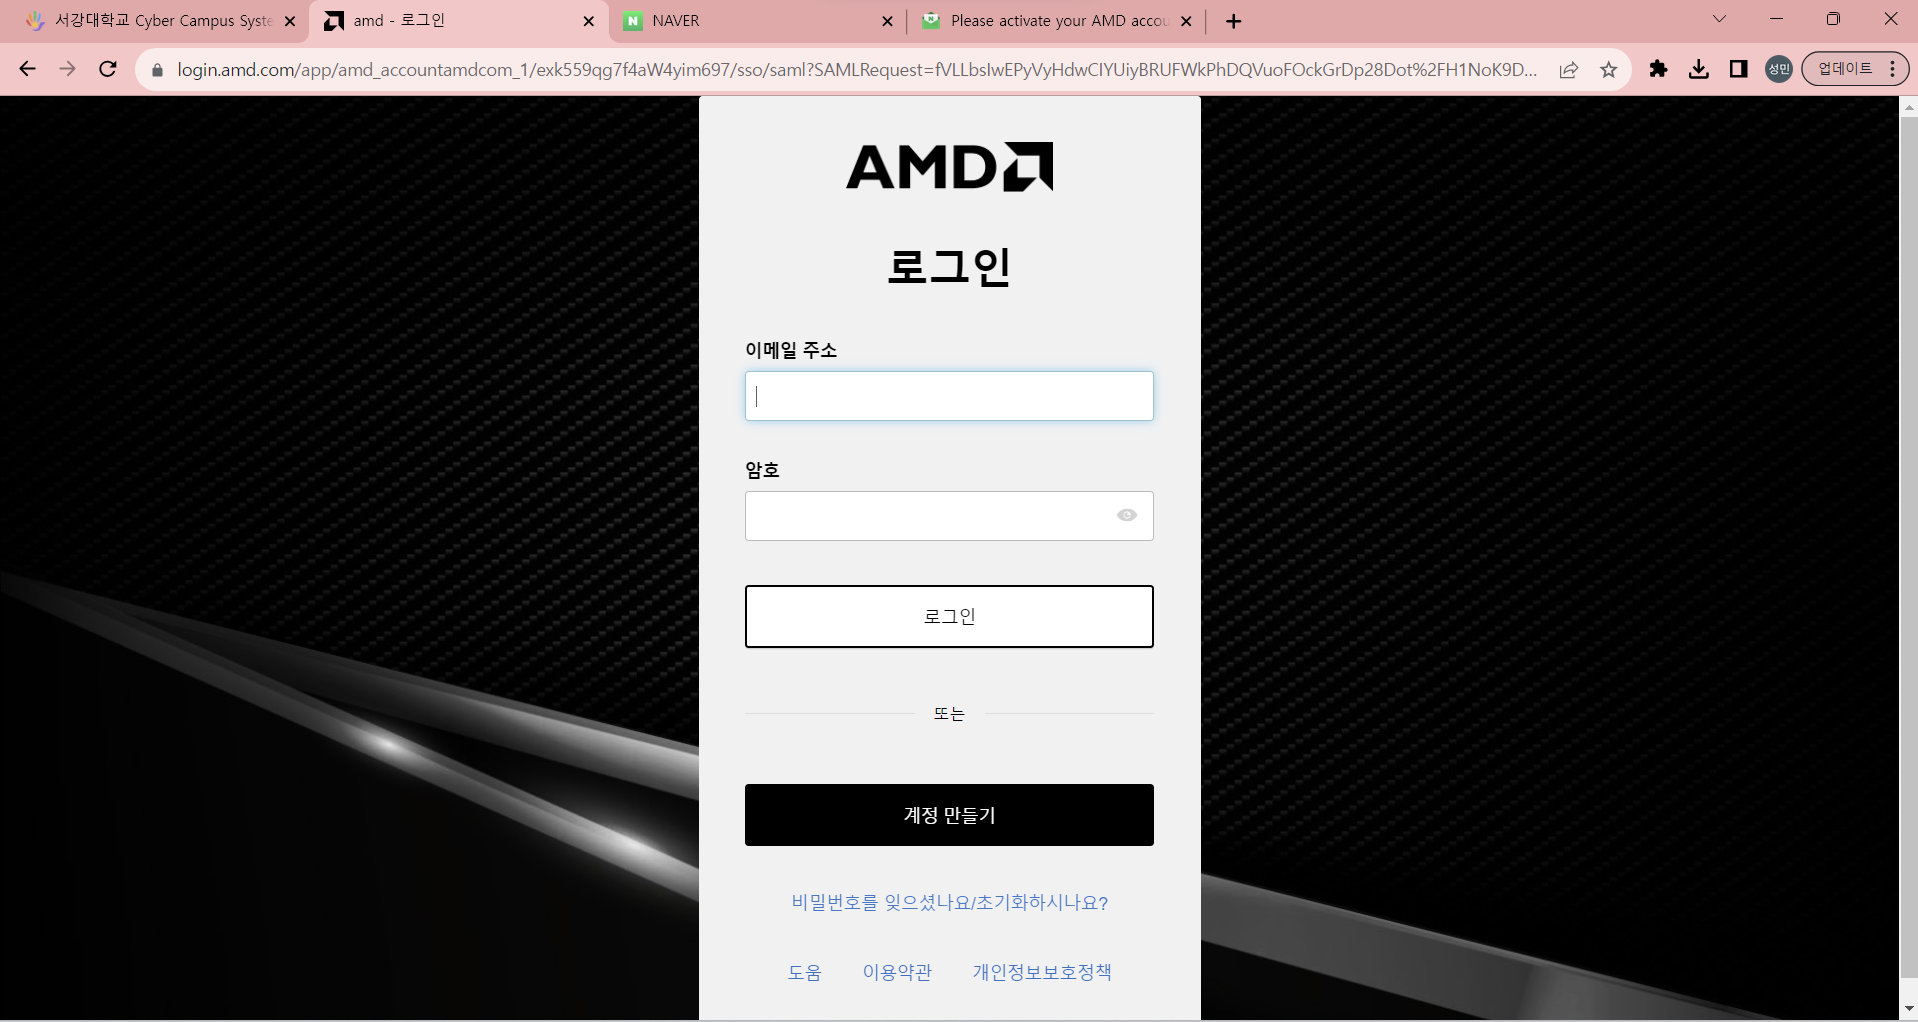 서강대학교 Cyber Campus Syste
amd - 로그인
NAVER
Please activate your AMD accou
login.amd.com/app/amd_accountamdcom_1/exk559qg7f4aW4yim697/sso/saml?SAMLRequest=fVLLbsIwEPyVyHdwCIYUiyBRUFWkPhDQVuoFOckGrDp28Dot%2FH1NoK9D...
성민
업데이트
AMD
로그인
이메일 주소
암호
로그인
또는
계정 만들기
비밀번호를 잊으셨나요/초기화하시나요?
도움 이용약관 개인정보보호정책